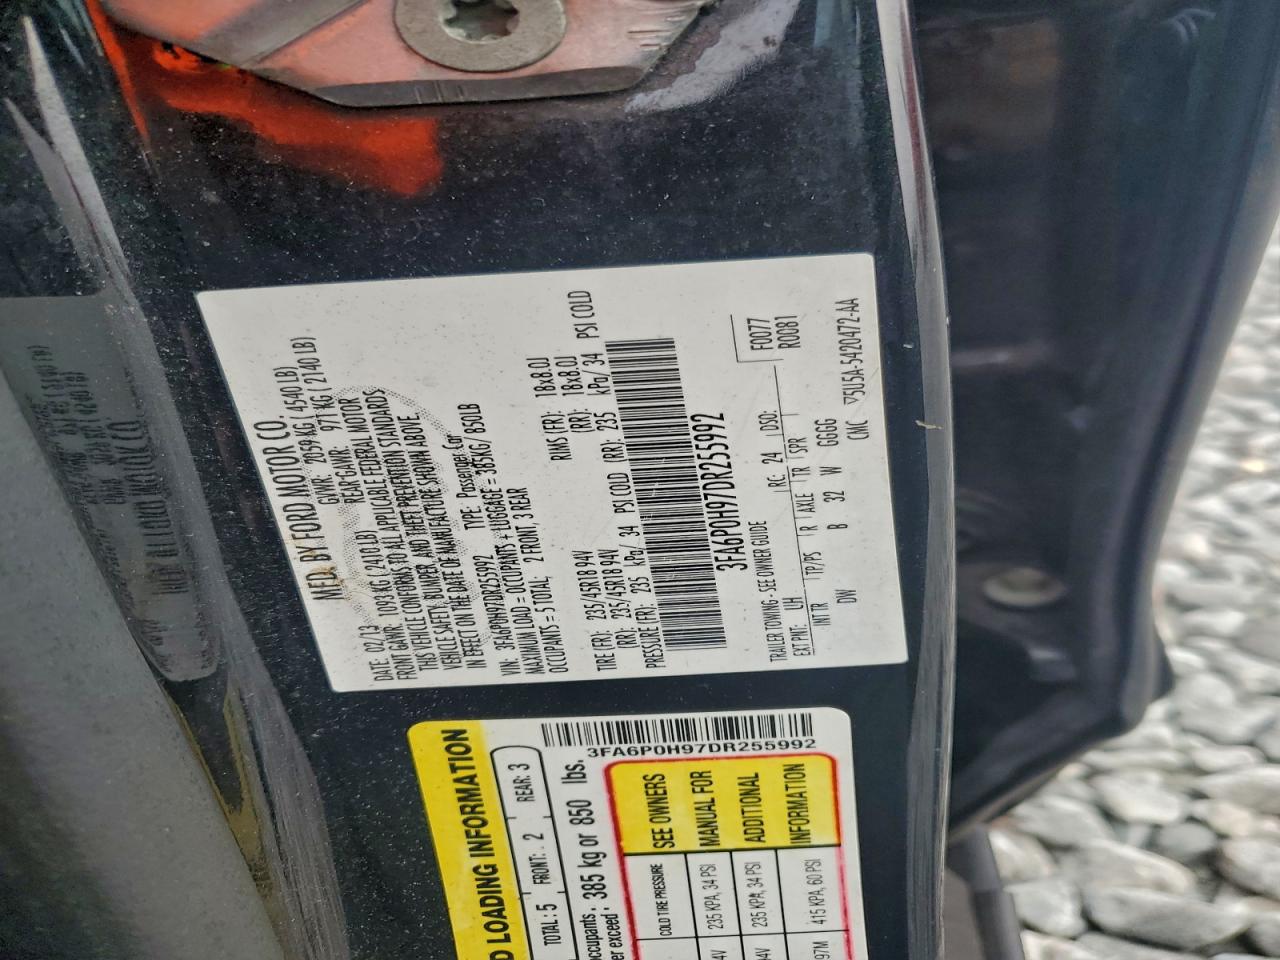 MFD. BY FORD MOTOR CO.
DATE: 02/13 GVWR: 2059 KG( 4540 LB)
FRONT GAWR: 1093 KG ( 2410 LB) REAR GAWR: 971 KG ( 2140 LB)
THIS VEHICLE CONFORMS TO ALL APPLICABLE FEDERAL MOTOR
VEHICLE SAFETY, BUMPER, AND THEFT PREVENTION STANDARDS
IN EFFECT ON THE DATE OF MANUFACTURE SHOWN ABOVE.
VIN: 3FA6P0H97DR255992 TYPE: Passenger Car
MAXIMUM LOAD = OCCUPANTS + LUGGAGE = 385KG/ 850LB
OCCUPANTS = 5 TOTAL, 2 FRONT, 3 REAR
TIRE (FR): 235/45R18 94V RIMS (FR): 18x8.0J
(RR): 235/45R18 94V (RR): 18x8.0J
PRESSURE (FR): 235 kPa/ 34 PSI COLD (RR): 235 kPa/ 34 PSI COLD
3FA6P0H97DR255992
TRAILER TOWING - SEE OWNER GUIDE F0077
EXT PNT: UH RC: 24 DSO: R0081
INT TR TP/PS R AXLE TR SPR
DW B 32 W GGGG
CNC ▽5U5A-5420472-AA
LOADING INFORMATION
TOTAL: 5 FRONT: 2 REAR: 3
385 kg or 850 lbs.
3FA6P0H97DR255992
COLD TIRE PRESSURE SEE OWNERS
235 KPA, 34 PSI MANUAL FOR
235 KPA, 34 PSI ADDITIONAL
97M 415 KPA, 60 PSI INFORMATION